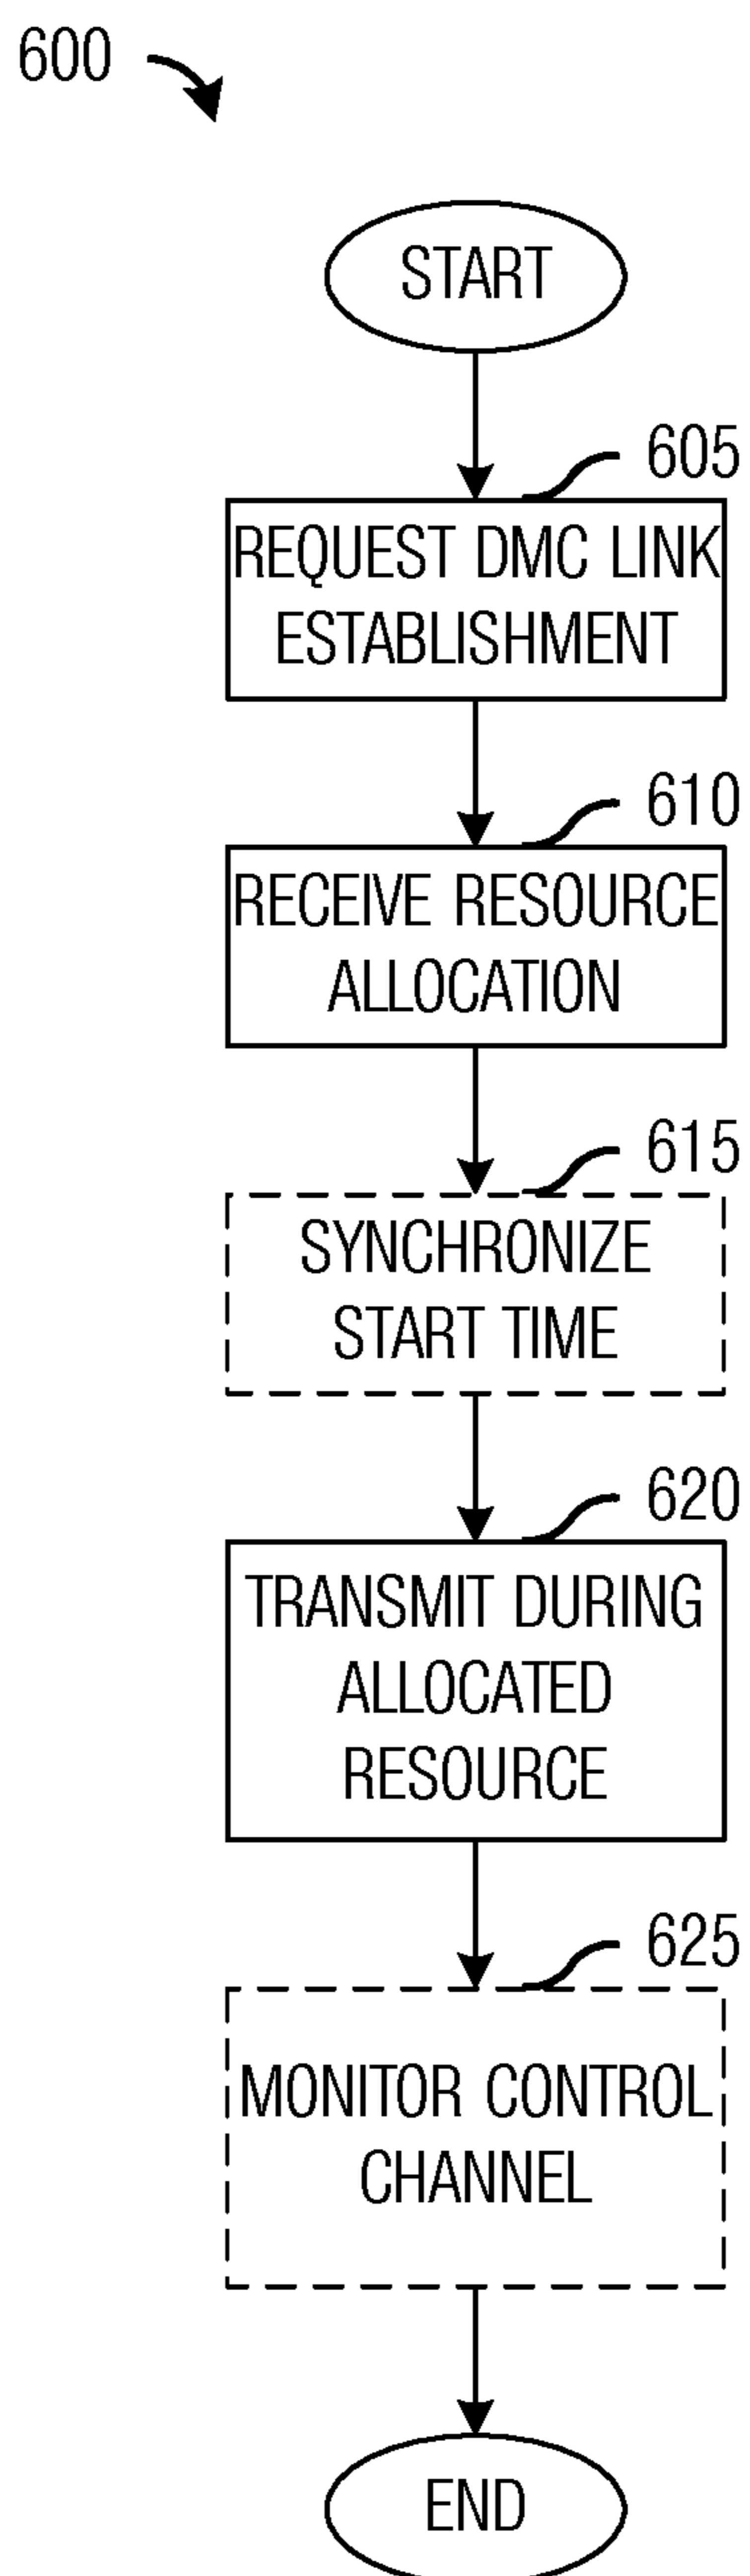 600
START
605
REQUEST DMC LINK
ESTABLISHMENT
610
RECEIVE RESOURCE
ALLOCATION
615
SYNCHRONIZE
START TIME
620
TRANSMIT DURING
ALLOCATED
RESOURCE
625
MONITOR CONTROL
CHANNEL
END